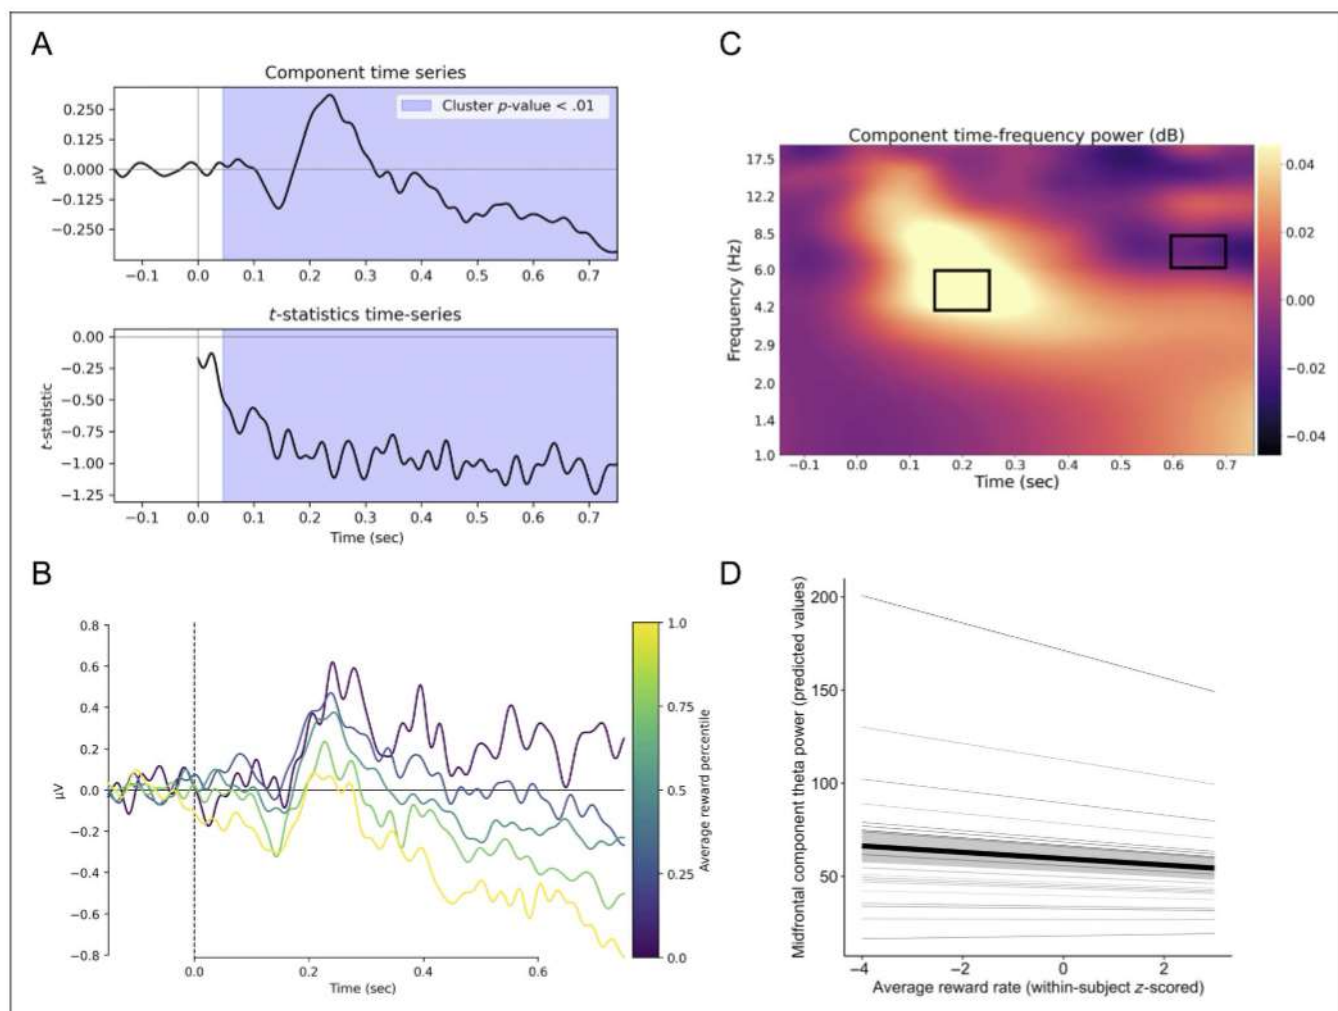 A
Component time series
Cluster p-value < .01
μV
0.250
0.125
0.000
−0.125
−0.250
−0.1 0.0 0.1 0.2 0.3 0.4 0.5 0.6 0.7
t-statistics time-series
t-statistic
0.00
−0.25
−0.50
−0.75
−1.00
−1.25
−0.1 0.0 0.1 0.2 0.3 0.4 0.5 0.6 0.7
Time (sec)
B
μV
0.8
0.6
0.4
0.2
0.0
−0.2
−0.4
−0.6
−0.8
0.0 0.2 0.4 0.6
Time (sec)
1.0
0.75
0.5
0.25
0.0
Average reward percentile
C
Component time-frequency power (dB)
Frequency (Hz)
17.5
12.2
8.5
6.0
4.2
2.9
2.0
1.4
1.0
−0.1 0.0 0.1 0.2 0.3 0.4 0.5 0.6 0.7
Time (sec)
0.04
0.02
0.00
−0.02
−0.04
D
Midfrontal component theta power (predicted values)
200
150
100
50
−4 −2 0 2
Average reward rate (within-subject z-scored)